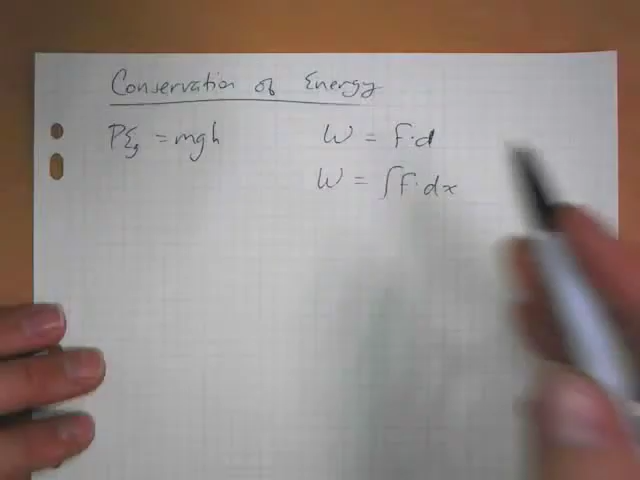 Conservation of Energy
PEg = mgh W = F·d
W = ∫F·dx